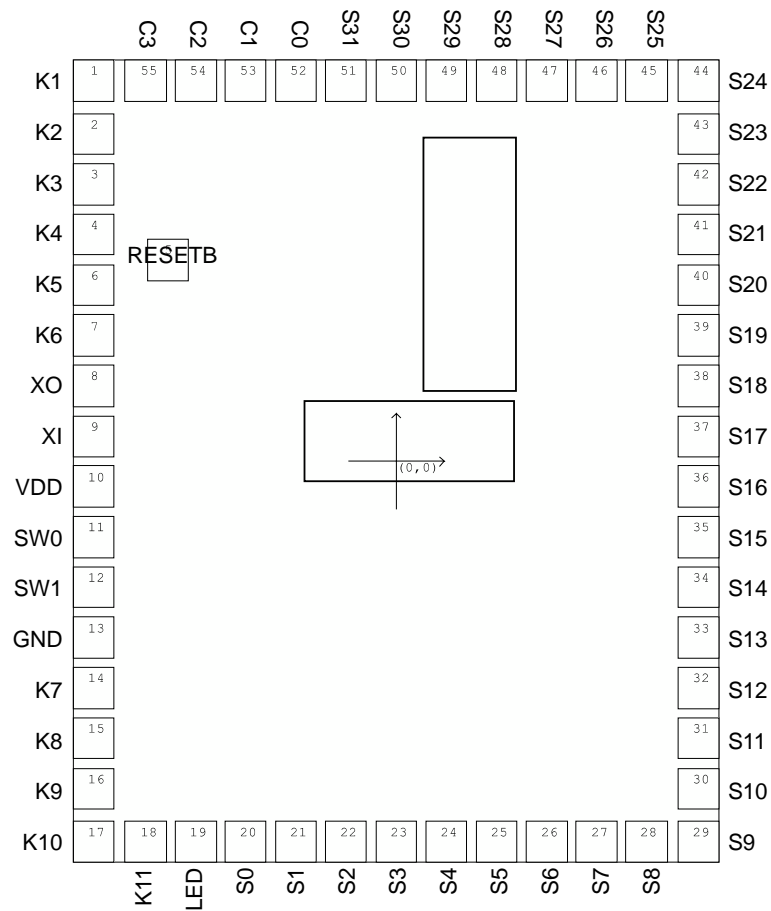 C3 C2 C1 C0 S31 S30 S29 S28 S27 S26 S25
K1 1 55 54 53 52 51 50 49 48 47 46 45 44 S24
K2 2 43 S23
K3 3 42 S22
K4 4 41 S21
RESETB
K5 6 40 S20
K6 7 39 S19
XO 8 38 S18
XI 9 37 S17
(0,0)
VDD 10 36 S16
SW0 11 35 S15
SW1 12 34 S14
GND 13 33 S13
K7 14 32 S12
K8 15 31 S11
K9 16 30 S10
K10 17 18 19 20 21 22 23 24 25 26 27 28 29 S9
K11 LED S0 S1 S2 S3 S4 S5 S6 S7 S8